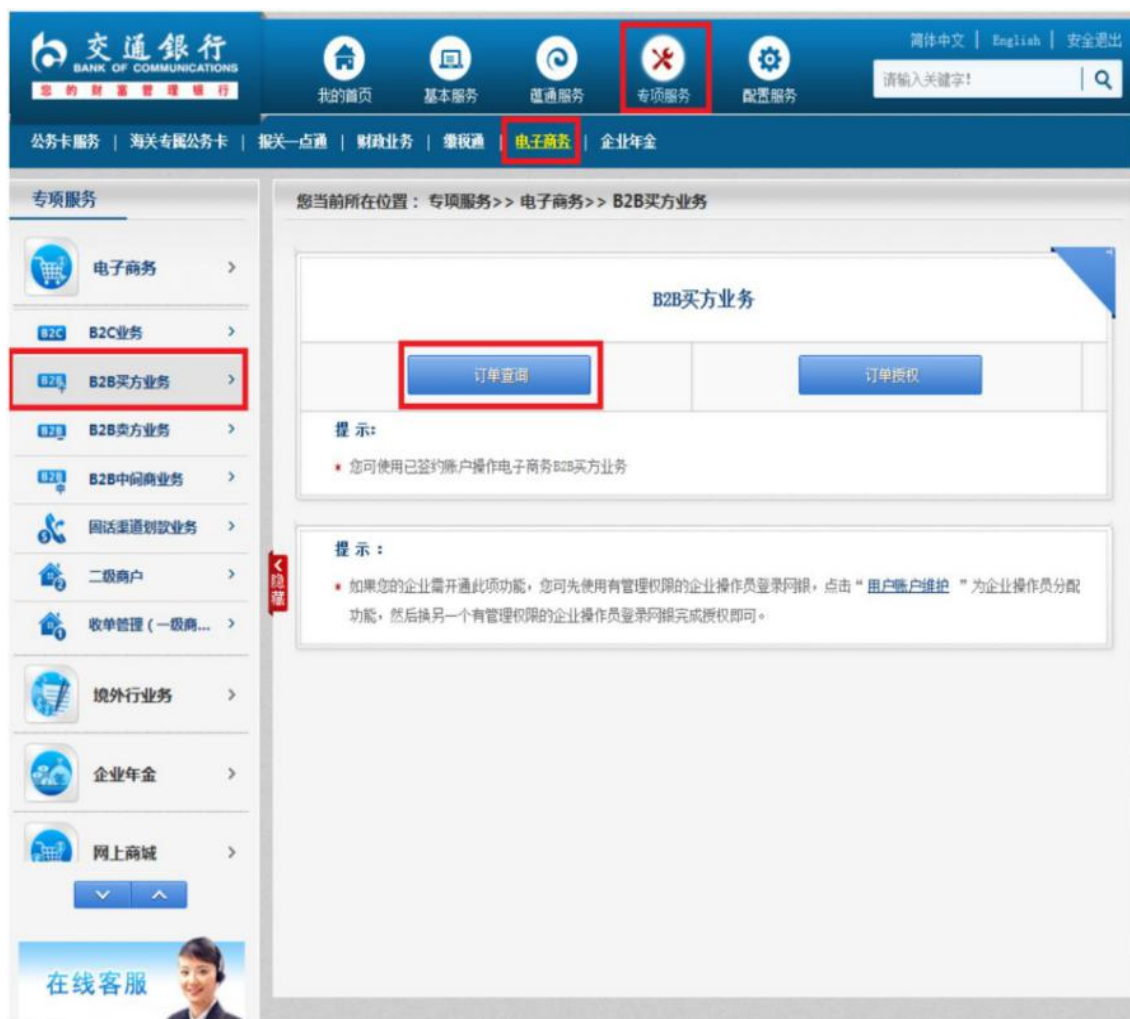 交通銀行
BANK OF COMMUNICATIONS
您的财富管理银行
我的首页
基本服务
蕴通服务
专项服务
配置服务
简体中文 | English | 安全退出
请输入关键字!
公务卡服务 | 海关专属公务卡 | 报关一点通 | 财政业务 | 缴税通 | 电子商务 | 企业年金
专项服务
您当前所在位置: 专项服务>> 电子商务>> B2B买方业务
电子商务
B2C B2C业务
B2B B2B买方业务
B2B B2B卖方业务
B2B中 B2B中间商业务
固话渠道划款业务
二级商户
收单管理(一级商...
境外行业务
企业年金
网上商城
在线客服
B2B买方业务
订单查询
订单授权
提 示:
* 您可使用已签约账户操作电子商务B2B买方业务
隐藏
提 示 :
* 如果您的企业需开通此项功能,您可先使用有管理权限的企业操作员登录网银,点击“ 用户账户维护 ”为企业操作员分配
功能,然后换另一个有管理权限的企业操作员登录网银完成授权即可。